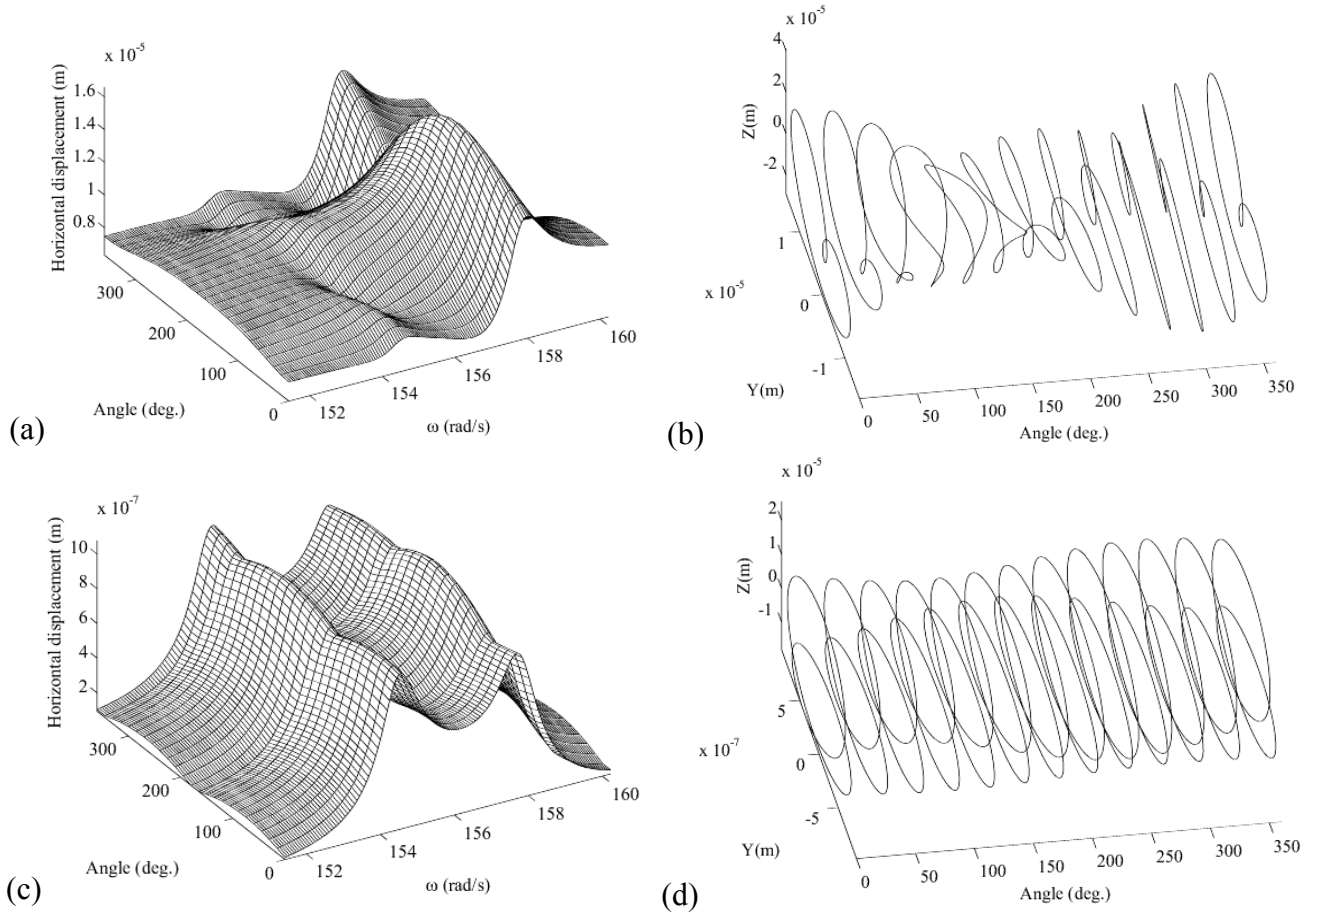 x 10-5
Horizontal displacement (m)
1.6
1.4
1.2
1
0.8
300
200
100
0
Angle (deg.)
152
154
156
158
160
ω (rad/s)
(a)
x 10-5
4
2
0
-2
Z(m)
1
x 10-5
0
-1
Y(m)
0
50
100
150
200
250
300
350
Angle (deg.)
(b)
x 10-7
Horizontal displacement (m)
10
8
6
4
2
300
200
100
0
Angle (deg.)
152
154
156
158
160
ω (rad/s)
(c)
x 10-5
2
1
0
-1
Z(m)
5
x 10-7
0
-5
Y(m)
0
50
100
150
200
250
300
350
Angle (deg.)
(d)